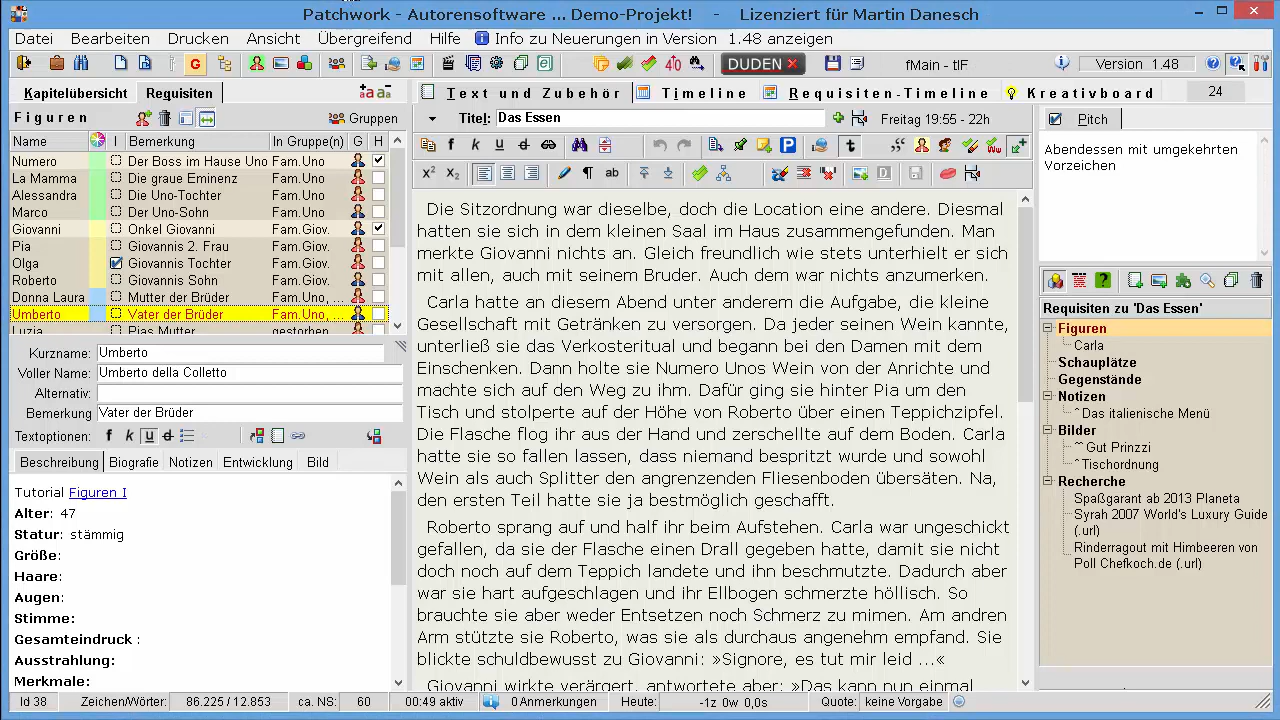 Patchwork - Autorensoftware ... Demo-Projekt!   -   Lizenziert für Martin Danesch
Datei Bearbeiten Drucken Ansicht Übergreifend Hilfe Info zu Neuerungen in Version 1.48 anzeigen
G DUDEN × fMain - tlF Version 1.48
Kapitelübersicht Requisiten
Text und Zubehör Timeline Requisiten-Timeline Kreativboard 24
Figuren Gruppen
Titel: Das Essen Freitag 19:55 - 22h
Pitch
Abendessen mit umgekehrten
Vorzeichen
Name I Bemerkung In Gruppe(n) G H
Numero Der Boss im Hause Uno Fam.Uno
La Mamma Die graue Eminenz Fam.Uno
Alessandra Die Uno-Tochter Fam.Uno
Marco Der Uno-Sohn Fam.Uno
Giovanni Onkel Giovanni Fam.Giov.
Pia Giovannis 2. Frau Fam.Giov.
Olga Giovannis Tochter Fam.Giov.
Roberto Giovannis Sohn Fam.Giov.
Donna Laura Mutter der Brüder Fam.Uno, ...
Umberto Vater der Brüder Fam.Uno, ...
Luzia Pias Mutter gestorben
Kurzname: Umberto
Voller Name: Umberto della Colletto
Alternativ:
Bemerkung Vater der Brüder
Textoptionen: f k u d
Beschreibung Biografie Notizen Entwicklung Bild
Tutorial Figuren I
Alter: 47
Statur: stämmig
Größe:
Haare:
Augen:
Stimme:
Gesamteindruck :
Ausstrahlung:
Merkmale:
f k u d
x² x₂ ab
Die Sitzordnung war dieselbe, doch die Location eine andere. Diesmal
hatten sie sich in dem kleinen Saal im Haus zusammengefunden. Man
merkte Giovanni nichts an. Gleich freundlich wie stets unterhielt er sich
mit allen, auch mit seinem Bruder. Auch dem war nichts anzumerken.
Carla hatte an diesem Abend unter anderem die Aufgabe, die kleine
Gesellschaft mit Getränken zu versorgen. Da jeder seinen Wein kannte,
unterließ sie das Verkosteritual und begann bei den Damen mit dem
Einschenken. Dann holte sie Numero Unos Wein von der Anrichte und
machte sich auf den Weg zu ihm. Dafür ging sie hinter Pia um den
Tisch und stolperte auf der Höhe von Roberto über einen Teppichzipfel.
Die Flasche flog ihr aus der Hand und zerschellte auf dem Boden. Carla
hatte sie so fallen lassen, dass niemand bespritzt wurde und sowohl
Wein als auch Splitter den angrenzenden Fliesenboden übersäten. Na,
den ersten Teil hatte sie ja bestmöglich geschafft.
Roberto sprang auf und half ihr beim Aufstehen. Carla war ungeschickt
gefallen, da sie der Flasche einen Drall gegeben hatte, damit sie nicht
doch noch auf dem Teppich landete und ihn beschmutzte. Dadurch aber
war sie hart aufgeschlagen und ihr Ellbogen schmerzte höllisch. So
brauchte sie aber weder Entsetzen noch Schmerz zu mimen. Am andren
Arm stützte sie Roberto, was sie als durchaus angenehm empfand. Sie
blickte schuldbewusst zu Giovanni: »Signore, es tut mir leid ...«
Giovanni wirkte verärgert, antwortete aber: »Das kann nun einmal
Requisiten zu 'Das Essen'
Figuren
Carla
Schauplätze
Gegenstände
Notizen
^Das italienische Menü
Bilder
^^ Gut Prinzzi
^ Tischordnung
Recherche
Spaßgarant ab 2013 Planeta
Syrah 2007 World's Luxury Guide
(.url)
Rinderragout mit Himbeeren von
Poll Chefkoch.de (.url)
Id 38 Zeichen/Wörter: 86.225 / 12.853 ca. NS: 60 00:49 aktiv 0 Anmerkungen Heute: z 0w 0,0s Quote: keine Vorgabe